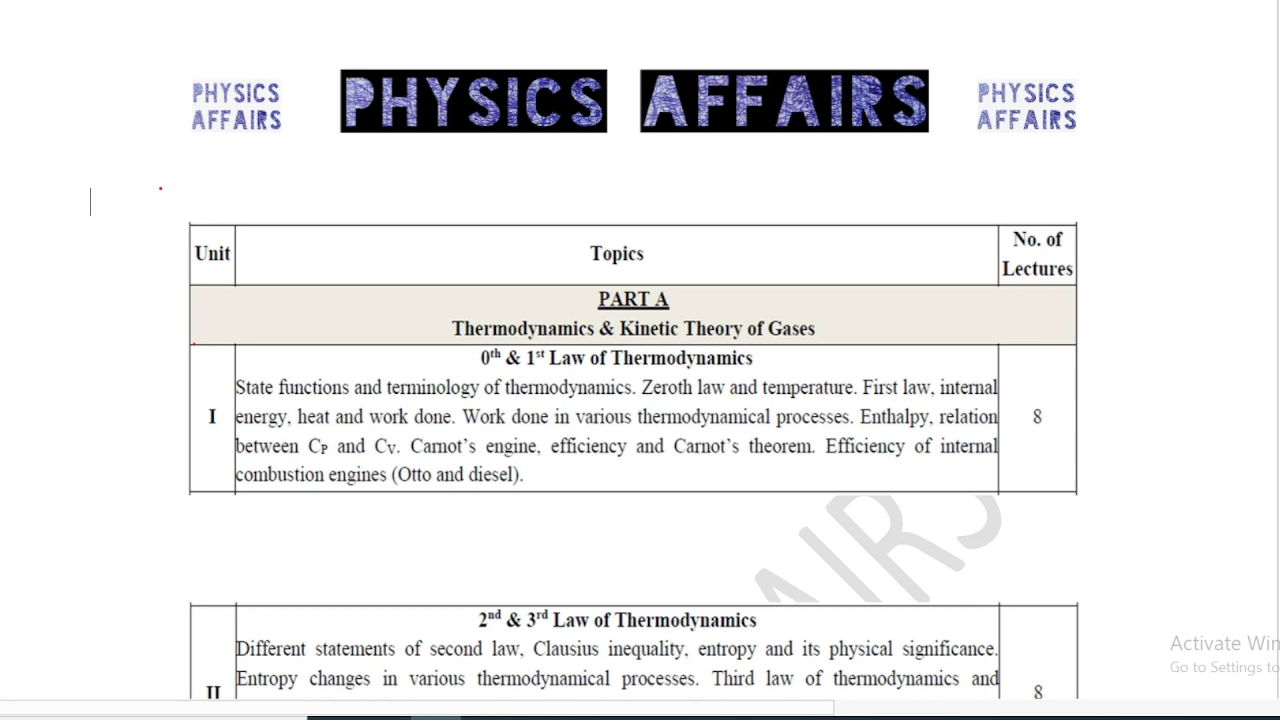 PHYSICS AFFAIRS
PHYSICS AFFAIRS
PHYSICS AFFAIRS
Unit Topics No. of Lectures
PART A
Thermodynamics & Kinetic Theory of Gases
0th & 1st Law of Thermodynamics
State functions and terminology of thermodynamics. Zeroth law and temperature. First law, internal
I energy, heat and work done. Work done in various thermodynamical processes. Enthalpy, relation 8
between CP and CV. Carnot's engine, efficiency and Carnot's theorem. Efficiency of internal
combustion engines (Otto and diesel).
AIRS
2nd & 3rd Law of Thermodynamics
Different statements of second law, Clausius inequality, entropy and its physical significance.
Entropy changes in various thermodynamical processes. Third law of thermodynamics and
II 8
Activate Win
Go to Settings to